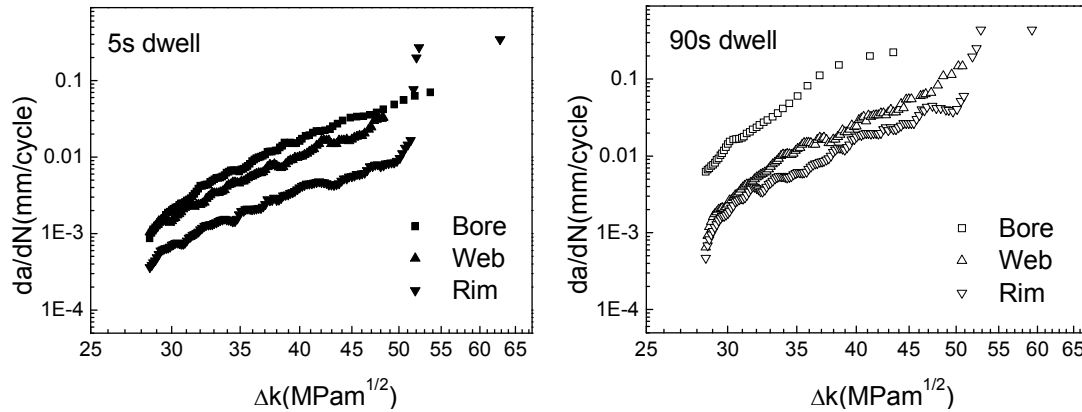 5s dwell
da/dN(mm/cycle)
0.1
0.01
1E-3
1E-4
Bore
Web
Rim
25 30 35 40 45 50 55 60 65
Δk(MPam^1/2)
90s dwell
da/dN(mm/cycle)
0.1
0.01
1E-3
1E-4
Bore
Web
Rim
25 30 35 40 45 50 55 60 65
Δk(MPam^1/2)